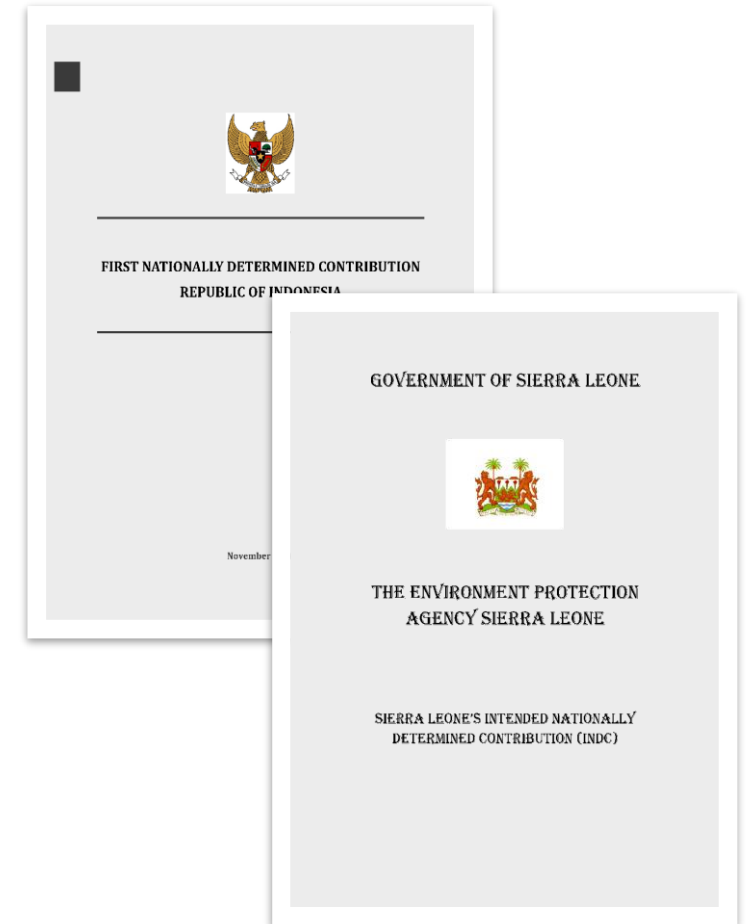 FIRST NATIONALLY DETERMINED CONTRIBUTION
REPUBLIC OF INDONESIA
November
GOVERNMENT OF SIERRA LEONE
THE ENVIRONMENT PROTECTION
AGENCY SIERRA LEONE
SIERRA LEONE'S INTENDED NATIONALLY
DETERMINED CONTRIBUTION (INDC)